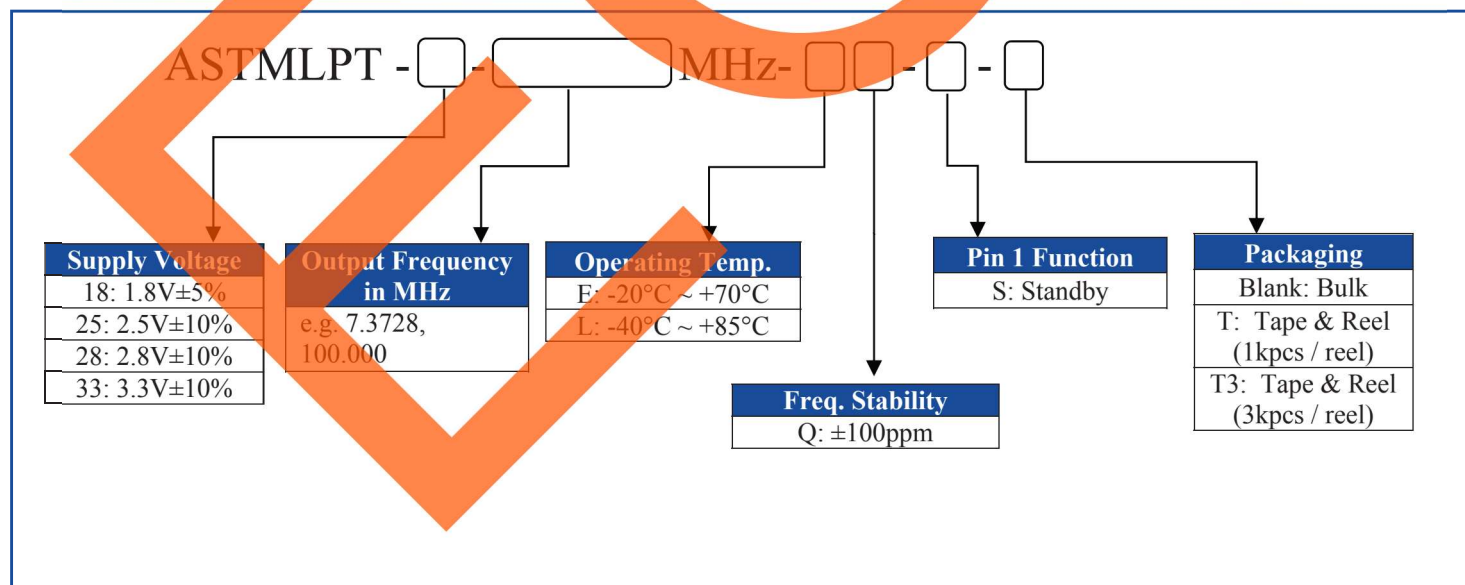 ASTMLPT - - MHz- - -
Supply Voltage
18: 1.8V±5%
25: 2.5V±10%
28: 2.8V±10%
33: 3.3V±10%
Output Frequency
in MHz
e.g. 7.3728,
100.000
Operating Temp.
E: -20°C ~ +70°C
L: -40°C ~ +85°C
Freq. Stability
Q: ±100ppm
Pin 1 Function
S: Standby
Packaging
Blank: Bulk
T: Tape & Reel
(1kpcs / reel)
T3: Tape & Reel
(3kpcs / reel)